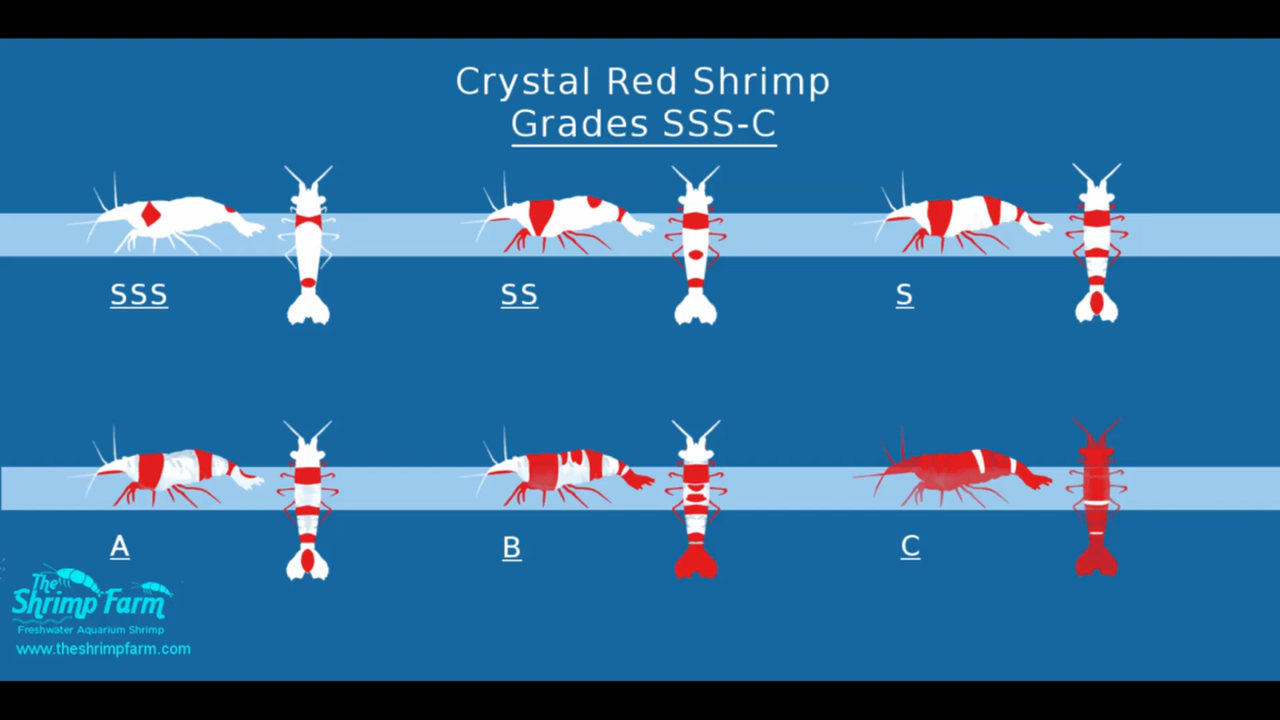 Crystal Red Shrimp
Grades SSS-C
SSS
SS
S
A
B
C
The
Shrimp Farm
Freshwater Aquarium Shrimp
www.theshrimpfarm.com